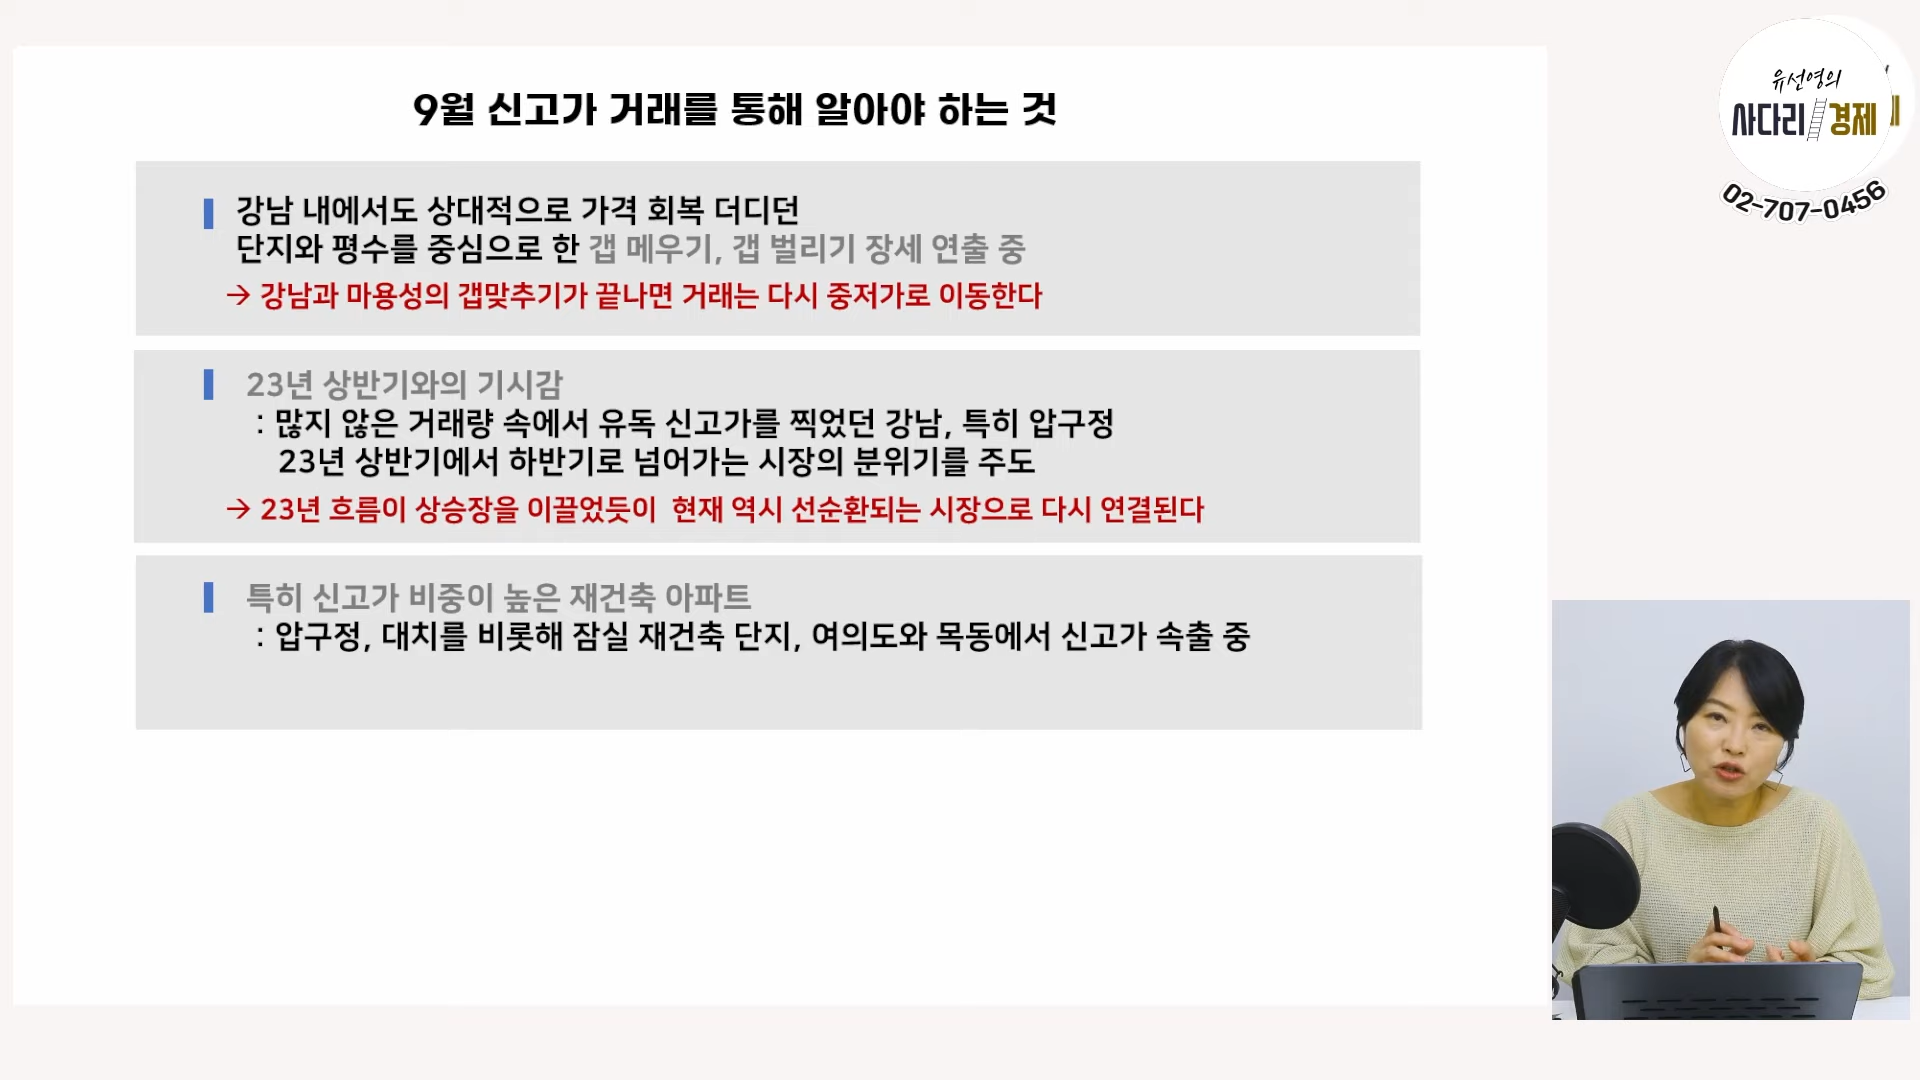 9월 신고가 거래를 통해 알아야 하는 것
강남 내에서도 상대적으로 가격 회복 더디던
단지와 평수를 중심으로 한 갭 메우기, 갭 벌리기 장세 연출 중
→ 강남과 마용성의 갭맞추기가 끝나면 거래는 다시 중저가로 이동한다
23년 상반기와의 기시감
: 많지 않은 거래량 속에서 유독 신고가를 찍었던 강남, 특히 압구정
23년 상반기에서 하반기로 넘어가는 시장의 분위기를 주도
→ 23년 흐름이 상승장을 이끌었듯이 현재 역시 선순환되는 시장으로 다시 연결된다
특히 신고가 비중이 높은 재건축 아파트
: 압구정, 대치를 비롯해 잠실 재건축 단지, 여의도와 목동에서 신고가 속출 중
유선영의
사다리 경제
02-707-0456